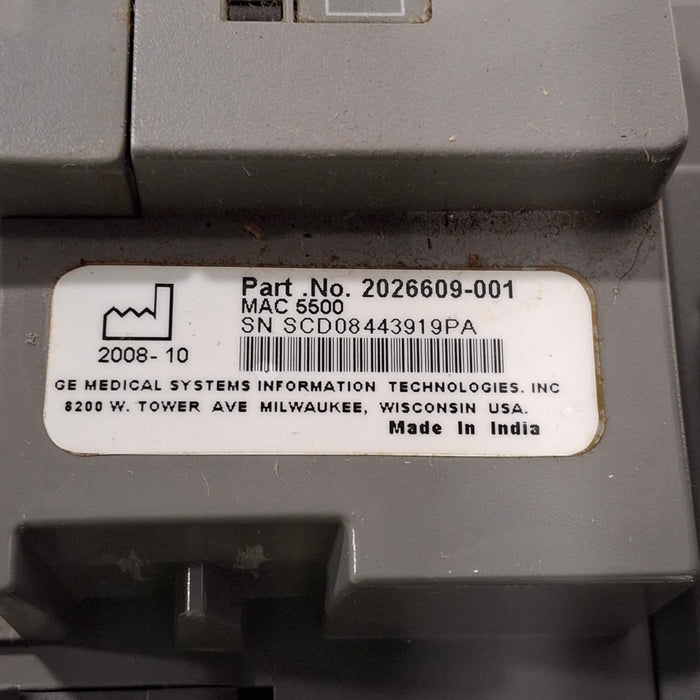 Part .No. 2026609-001
MAC 5500
SN SCD08443919PA
2008-10
GE MEDICAL SYSTEMS INFORMATION TECHNOLOGIES. INC
8200 W. TOWER AVE MILWAUKEE, WISCONSIN USA.
Made In India